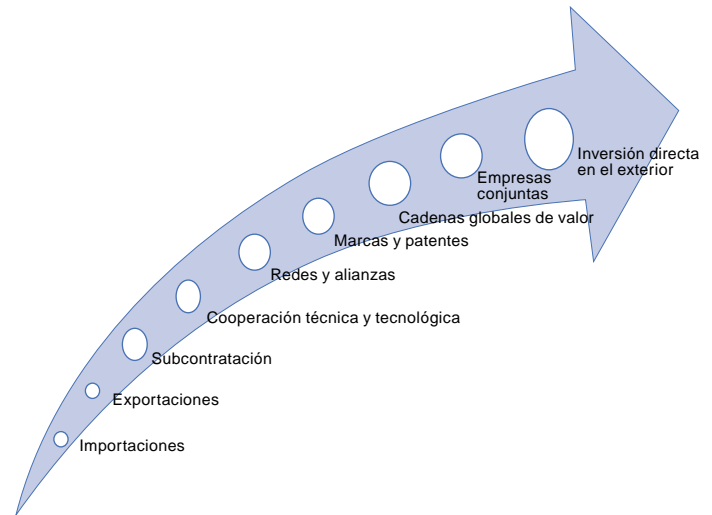 Inversión directa
en el exterior
Empresas
conjuntas
Cadenas globales de valor
Marcas y patentes
Redes y alianzas
Cooperación técnica y tecnológica
Subcontratación
Exportaciones
Importaciones